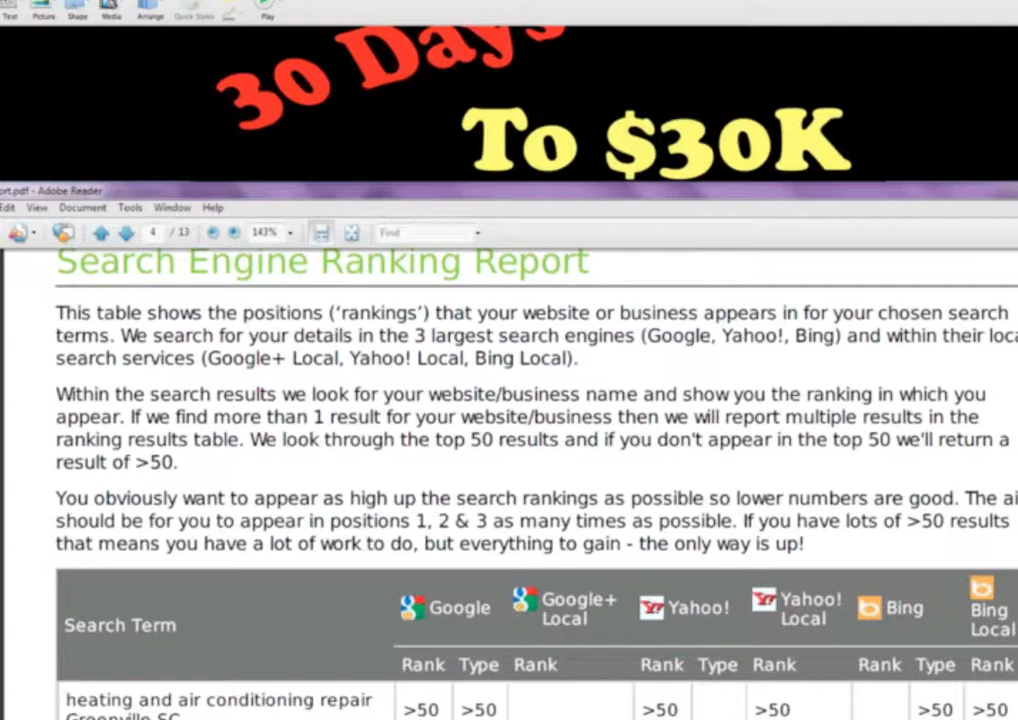 Text Picture Shape Media Arrange Quick Styles Play
30 Days
To $30K
ort.pdf - Adobe Reader
Edit View Document Tools Window Help
4 / 13 143% Find
Search Engine Ranking Report
This table shows the positions (‘rankings’) that your website or business appears in for your chosen search
terms. We search for your details in the 3 largest search engines (Google, Yahoo!, Bing) and within their loca
search services (Google+ Local, Yahoo! Local, Bing Local).
Within the search results we look for your website/business name and show you the ranking in which you
appear. If we find more than 1 result for your website/business then we will report multiple results in the
ranking results table. We look through the top 50 results and if you don't appear in the top 50 we'll return a
result of >50.
You obviously want to appear as high up the search rankings as possible so lower numbers are good. The ai
should be for you to appear in positions 1, 2 & 3 as many times as possible. If you have lots of >50 results
that means you have a lot of work to do, but everything to gain - the only way is up!
Search Term Google Google+ Local Yahoo! Yahoo! Local Bing Bing Local
Rank Type Rank Rank Type Rank Rank Type Rank
heating and air conditioning repair
Greenville SC
>50 >50 >50 >50 >50 >50